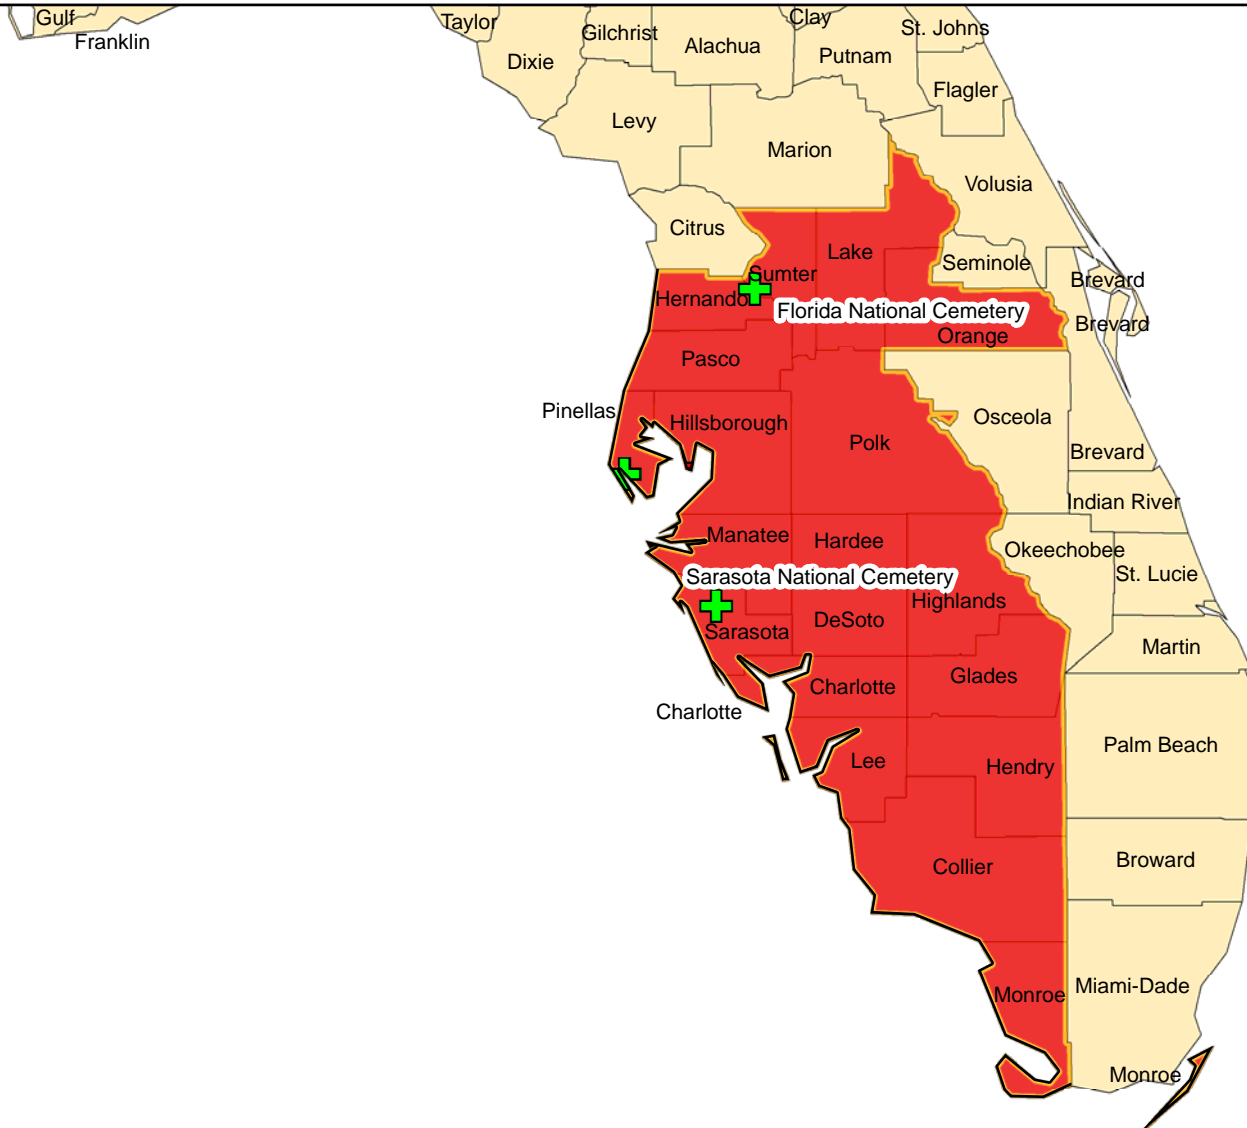 Gulf
Franklin
Taylor
Dixie
Gilchrist
Alachua
Clay
Putnam
St. Johns
Flagler
Levy
Marion
Volusia
Citrus
Lake
Seminole
Sumter
Brevard
Hernando
Florida National Cemetery
Brevard
Orange
Pasco
Pinellas
Hillsborough
Osceola
Polk
Brevard
Indian River
Manatee
Hardee
Okeechobee
St. Lucie
Sarasota National Cemetery
Highlands
DeSoto
Sarasota
Martin
Glades
Charlotte
Charlotte
Palm Beach
Lee
Hendry
Broward
Collier
Miami-Dade
Monroe
Monroe